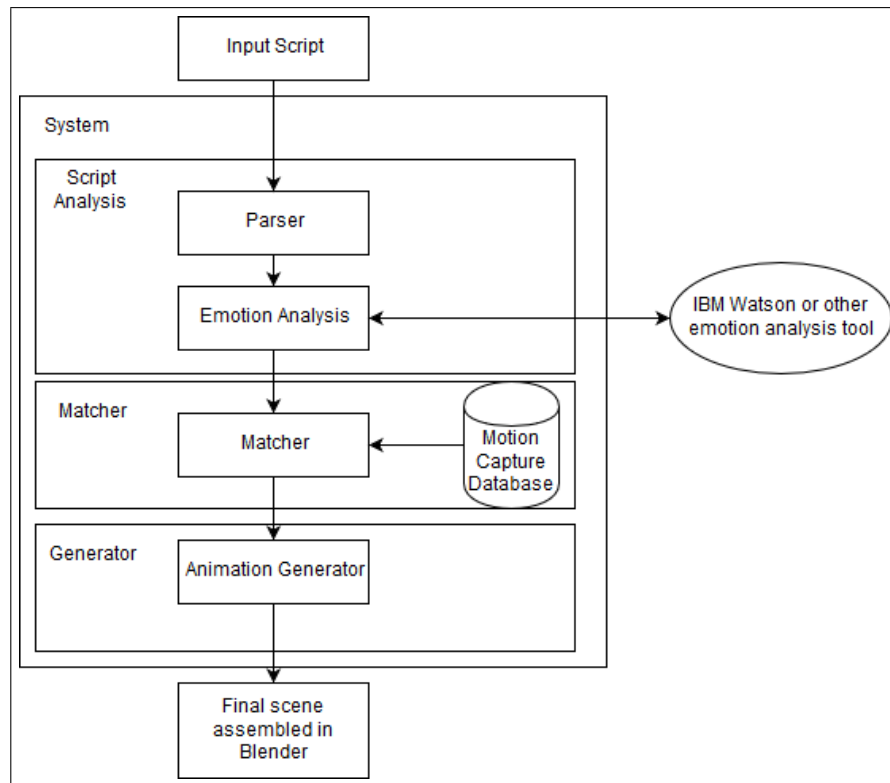 Input Script
System
Script
Analysis
Parser
Emotion Analysis
IBM Watson or other
emotion analysis tool
Matcher
Matcher
Motion
Capture
Database
Generator
Animation Generator
Final scene
assembled in
Blender